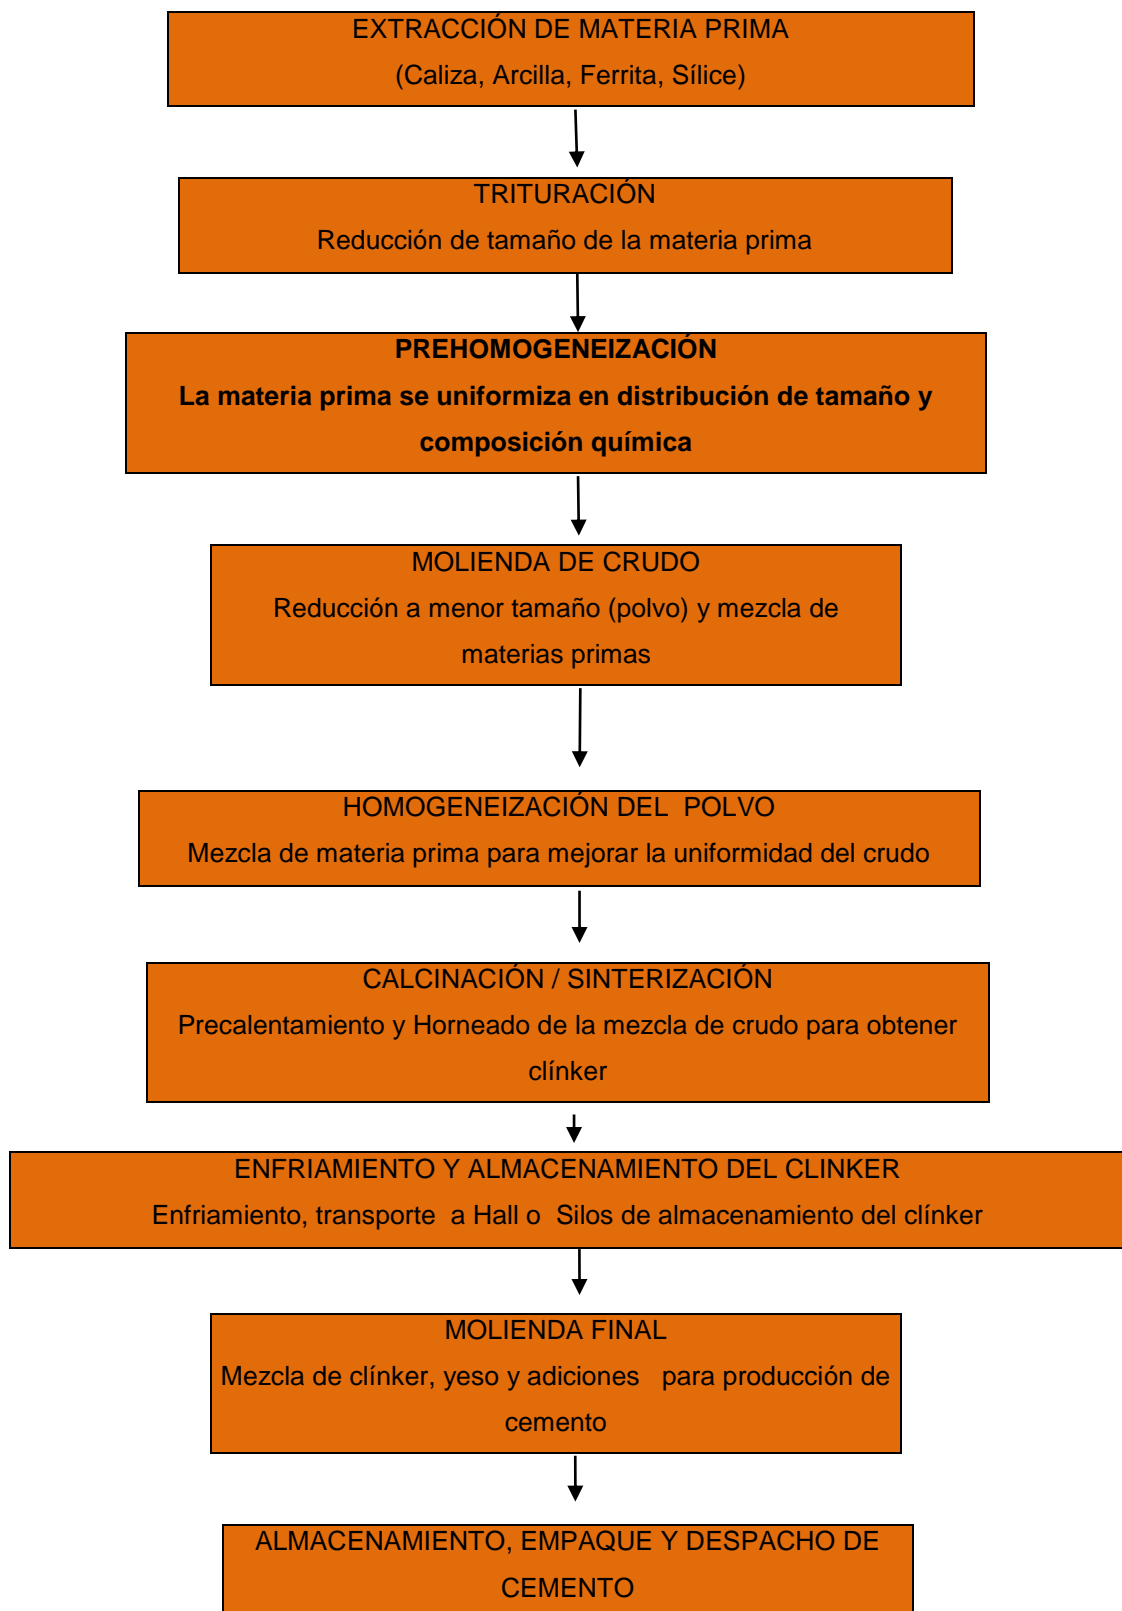 EXTRACCIÓN DE MATERIA PRIMA
(Caliza, Arcilla, Ferrita, Sílice)
TRITURACIÓN
Reducción de tamaño de la materia prima
PREHOMOGENEIZACIÓN
La materia prima se uniformiza en distribución de tamaño y
composición química
MOLIENDA DE CRUDO
Reducción a menor tamaño (polvo) y mezcla de
materias primas
HOMOGENEIZACIÓN DEL  POLVO
Mezcla de materia prima para mejorar la uniformidad del crudo
CALCINACIÓN / SINTERIZACIÓN
Precalentamiento y Horneado de la mezcla de crudo para obtener
clínker
ENFRIAMIENTO Y ALMACENAMIENTO DEL CLINKER
Enfriamiento, transporte  a Hall o  Silos de almacenamiento del clínker
MOLIENDA FINAL
Mezcla de clínker, yeso y adiciones   para producción de
cemento
ALMACENAMIENTO, EMPAQUE Y DESPACHO DE
CEMENTO